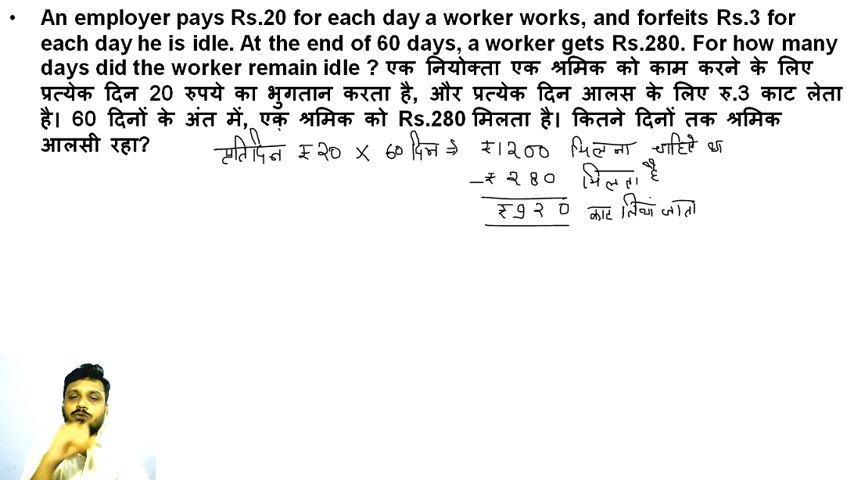 • An employer pays Rs.20 for each day a worker works, and forfeits Rs.3 for
each day he is idle. At the end of 60 days, a worker gets Rs.280. For how many
days did the worker remain idle ? एक नियोक्ता एक श्रमिक को काम करने के लिए
प्रत्येक दिन 20 रुपये का भुगतान करता है, और प्रत्येक दिन आलस के लिए रु.3 काट लेता
है। 60 दिनों के अंत में, एक श्रमिक को Rs.280 मिलता है। कितने दिनों तक श्रमिक
आलसी रहा?
प्रतिदिन ₹20 × 60 दिन ⇒ ₹1200 मिलना चाहिए था
- ₹280 मिलता है
₹920 काट लिया जाता